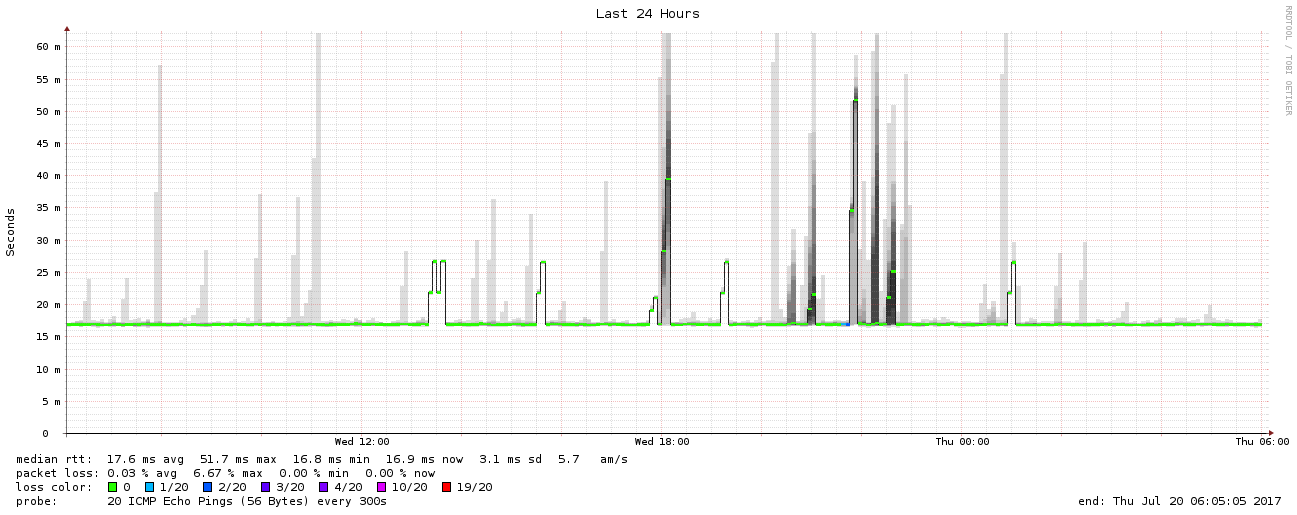 Last 24 Hours
RRDTOOL / TOBI OETIKER
Seconds
60 m
55 m
50 m
45 m
40 m
35 m
30 m
25 m
20 m
15 m
10 m
5 m
0
Wed 12:00 Wed 18:00 Thu 00:00 Thu 06:00
median rtt: 17.6 ms avg 51.7 ms max 16.8 ms min 16.9 ms now 3.1 ms sd 5.7 am/s
packet loss: 0.03 % avg 6.67 % max 0.00 % min 0.00 % now
loss color: 0 1/20 2/20 3/20 4/20 10/20 19/20
probe: 20 ICMP Echo Pings (56 Bytes) every 300s end: Thu Jul 20 06:05:05 2017